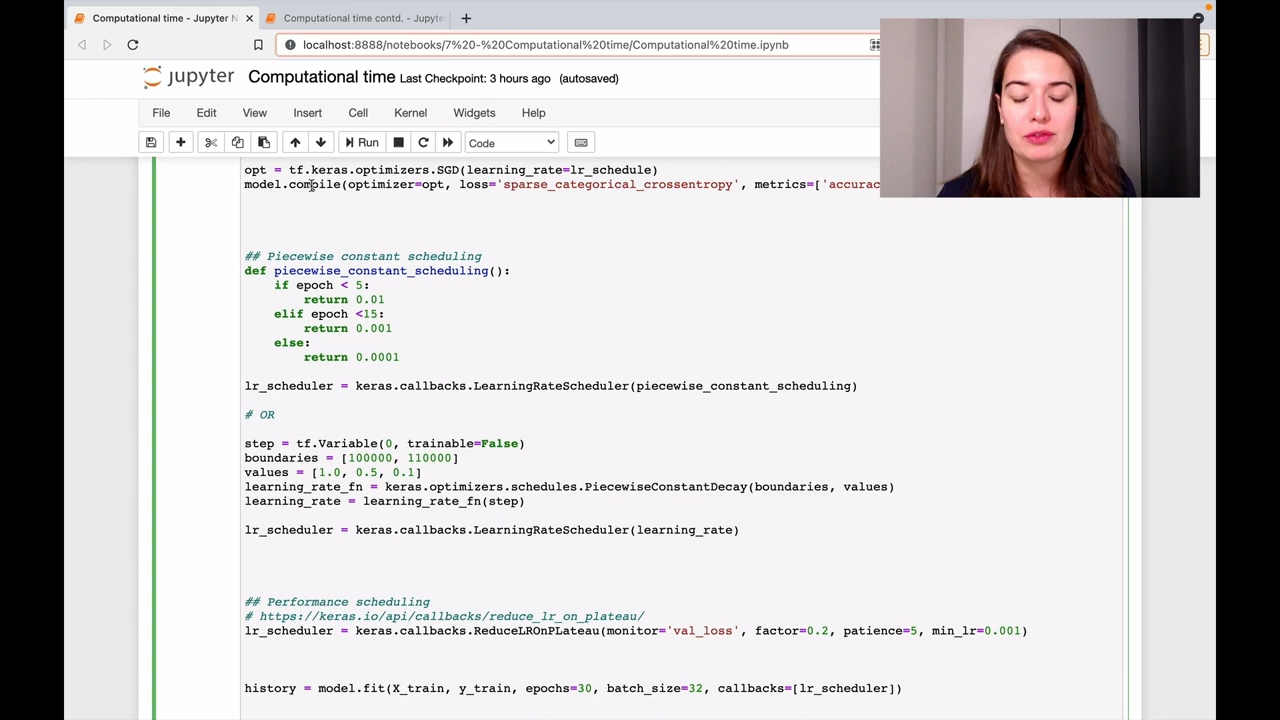 Computational time - Jupyter N
Computational time contd. - Jupyte
localhost:8888/notebooks/7%20-%20Computational%20time/Computational%20time.ipynb
jupyter Computational time Last Checkpoint: 3 hours ago (autosaved)
File Edit View Insert Cell Kernel Widgets Help
Run Code
opt = tf.keras.optimizers.SGD(learning_rate=lr_schedule)
model.compile(optimizer=opt, loss='sparse_categorical_crossentropy', metrics=['accurac
## Piecewise constant scheduling
def piecewise_constant_scheduling():
    if epoch < 5:
        return 0.01
    elif epoch <15:
        return 0.001
    else:
        return 0.0001
lr_scheduler = keras.callbacks.LearningRateScheduler(piecewise_constant_scheduling)
# OR
step = tf.Variable(0, trainable=False)
boundaries = [100000, 110000]
values = [1.0, 0.5, 0.1]
learning_rate_fn = keras.optimizers.schedules.PiecewiseConstantDecay(boundaries, values)
learning_rate = learning_rate_fn(step)
lr_scheduler = keras.callbacks.LearningRateScheduler(learning_rate)
## Performance scheduling
# https://keras.io/api/callbacks/reduce_lr_on_plateau/
lr_scheduler = keras.callbacks.ReduceLROnPLateau(monitor='val_loss', factor=0.2, patience=5, min_lr=0.001)
history = model.fit(X_train, y_train, epochs=30, batch_size=32, callbacks=[lr_scheduler])